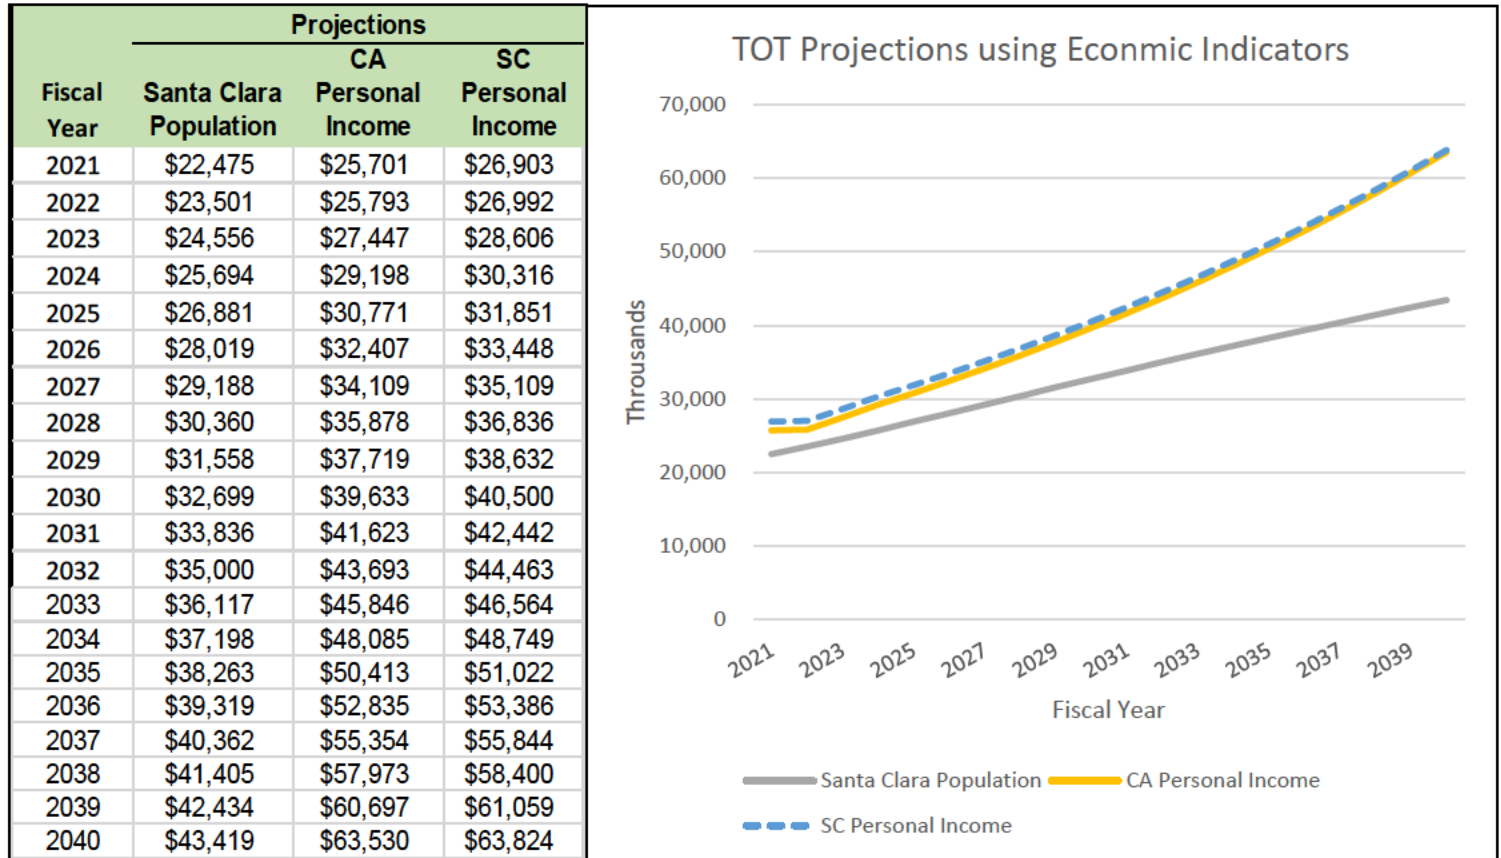 Projections
Fiscal Year Santa Clara Population CA Personal Income SC Personal Income
2021 $22,475 $25,701 $26,903
2022 $23,501 $25,793 $26,992
2023 $24,556 $27,447 $28,606
2024 $25,694 $29,198 $30,316
2025 $26,881 $30,771 $31,851
2026 $28,019 $32,407 $33,448
2027 $29,188 $34,109 $35,109
2028 $30,360 $35,878 $36,836
2029 $31,558 $37,719 $38,632
2030 $32,699 $39,633 $40,500
2031 $33,836 $41,623 $42,442
2032 $35,000 $43,693 $44,463
2033 $36,117 $45,846 $46,564
2034 $37,198 $48,085 $48,749
2035 $38,263 $50,413 $51,022
2036 $39,319 $52,835 $53,386
2037 $40,362 $55,354 $55,844
2038 $41,405 $57,973 $58,400
2039 $42,434 $60,697 $61,059
2040 $43,419 $63,530 $63,824
TOT Projections using Econmic Indicators
70,000
60,000
50,000
40,000
30,000
20,000
10,000
0
Throusands
2021 2023 2025 2027 2029 2031 2033 2035 2037 2039
Fiscal Year
Santa Clara Population CA Personal Income
SC Personal Income